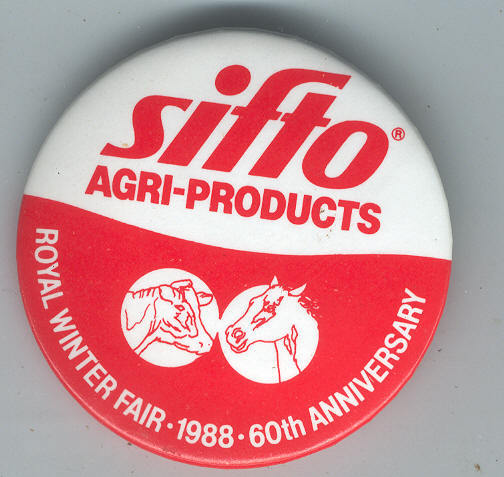 sifto®
AGRI-PRODUCTS
ROYAL WINTER FAIR · 1988 · 60th ANNIVERSARY